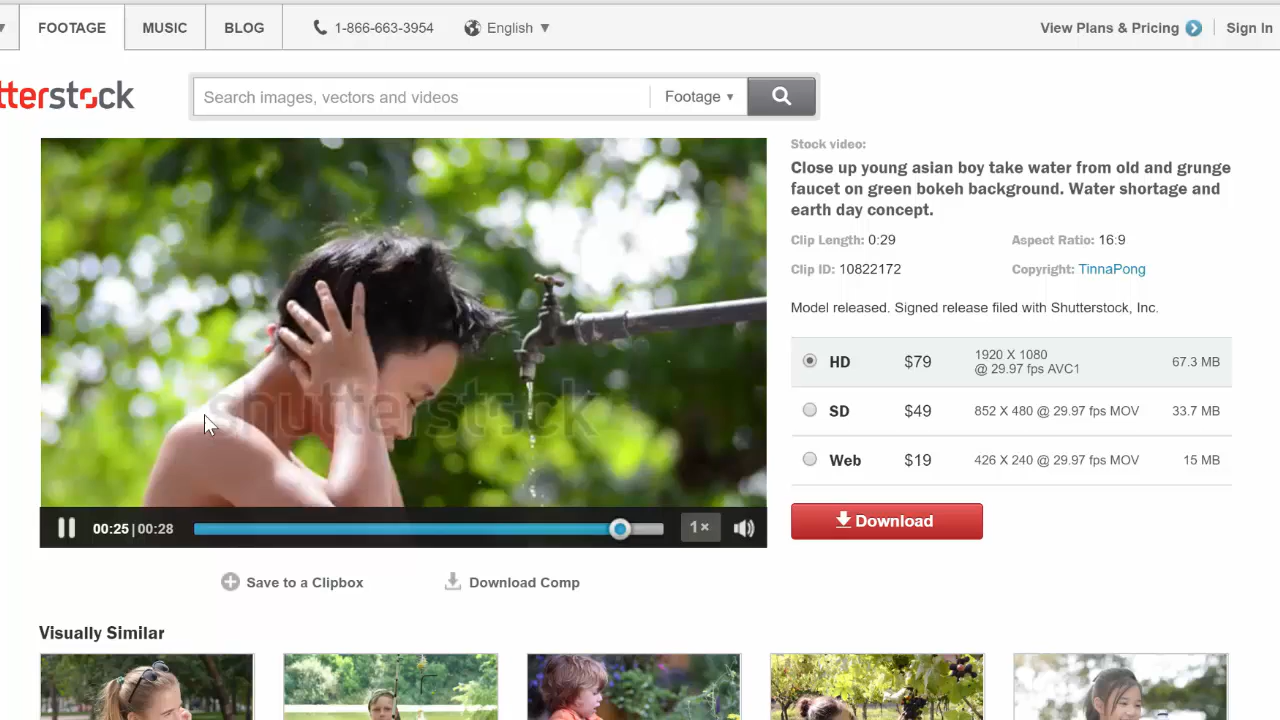 FOOTAGE MUSIC BLOG 1-866-663-3954 English View Plans & Pricing Sign In
tterstock
Search images, vectors and videos Footage
Stock video:
Close up young asian boy take water from old and grunge
faucet on green bokeh background. Water shortage and
earth day concept.
Clip Length: 0:29 Aspect Ratio: 16:9
Clip ID: 10822172 Copyright: TinnaPong
Model released. Signed release filed with Shutterstock, Inc.
HD $79 1920 X 1080
@ 29.97 fps AVC1 67.3 MB
SD $49 852 X 480 @ 29.97 fps MOV 33.7 MB
Web $19 426 X 240 @ 29.97 fps MOV 15 MB
Download
shutterstock
00:25 | 00:28 1×
Save to a Clipbox Download Comp
Visually Similar